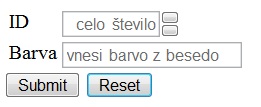 ID celo število
Barva vnesi barvo z besedo
Submit Reset